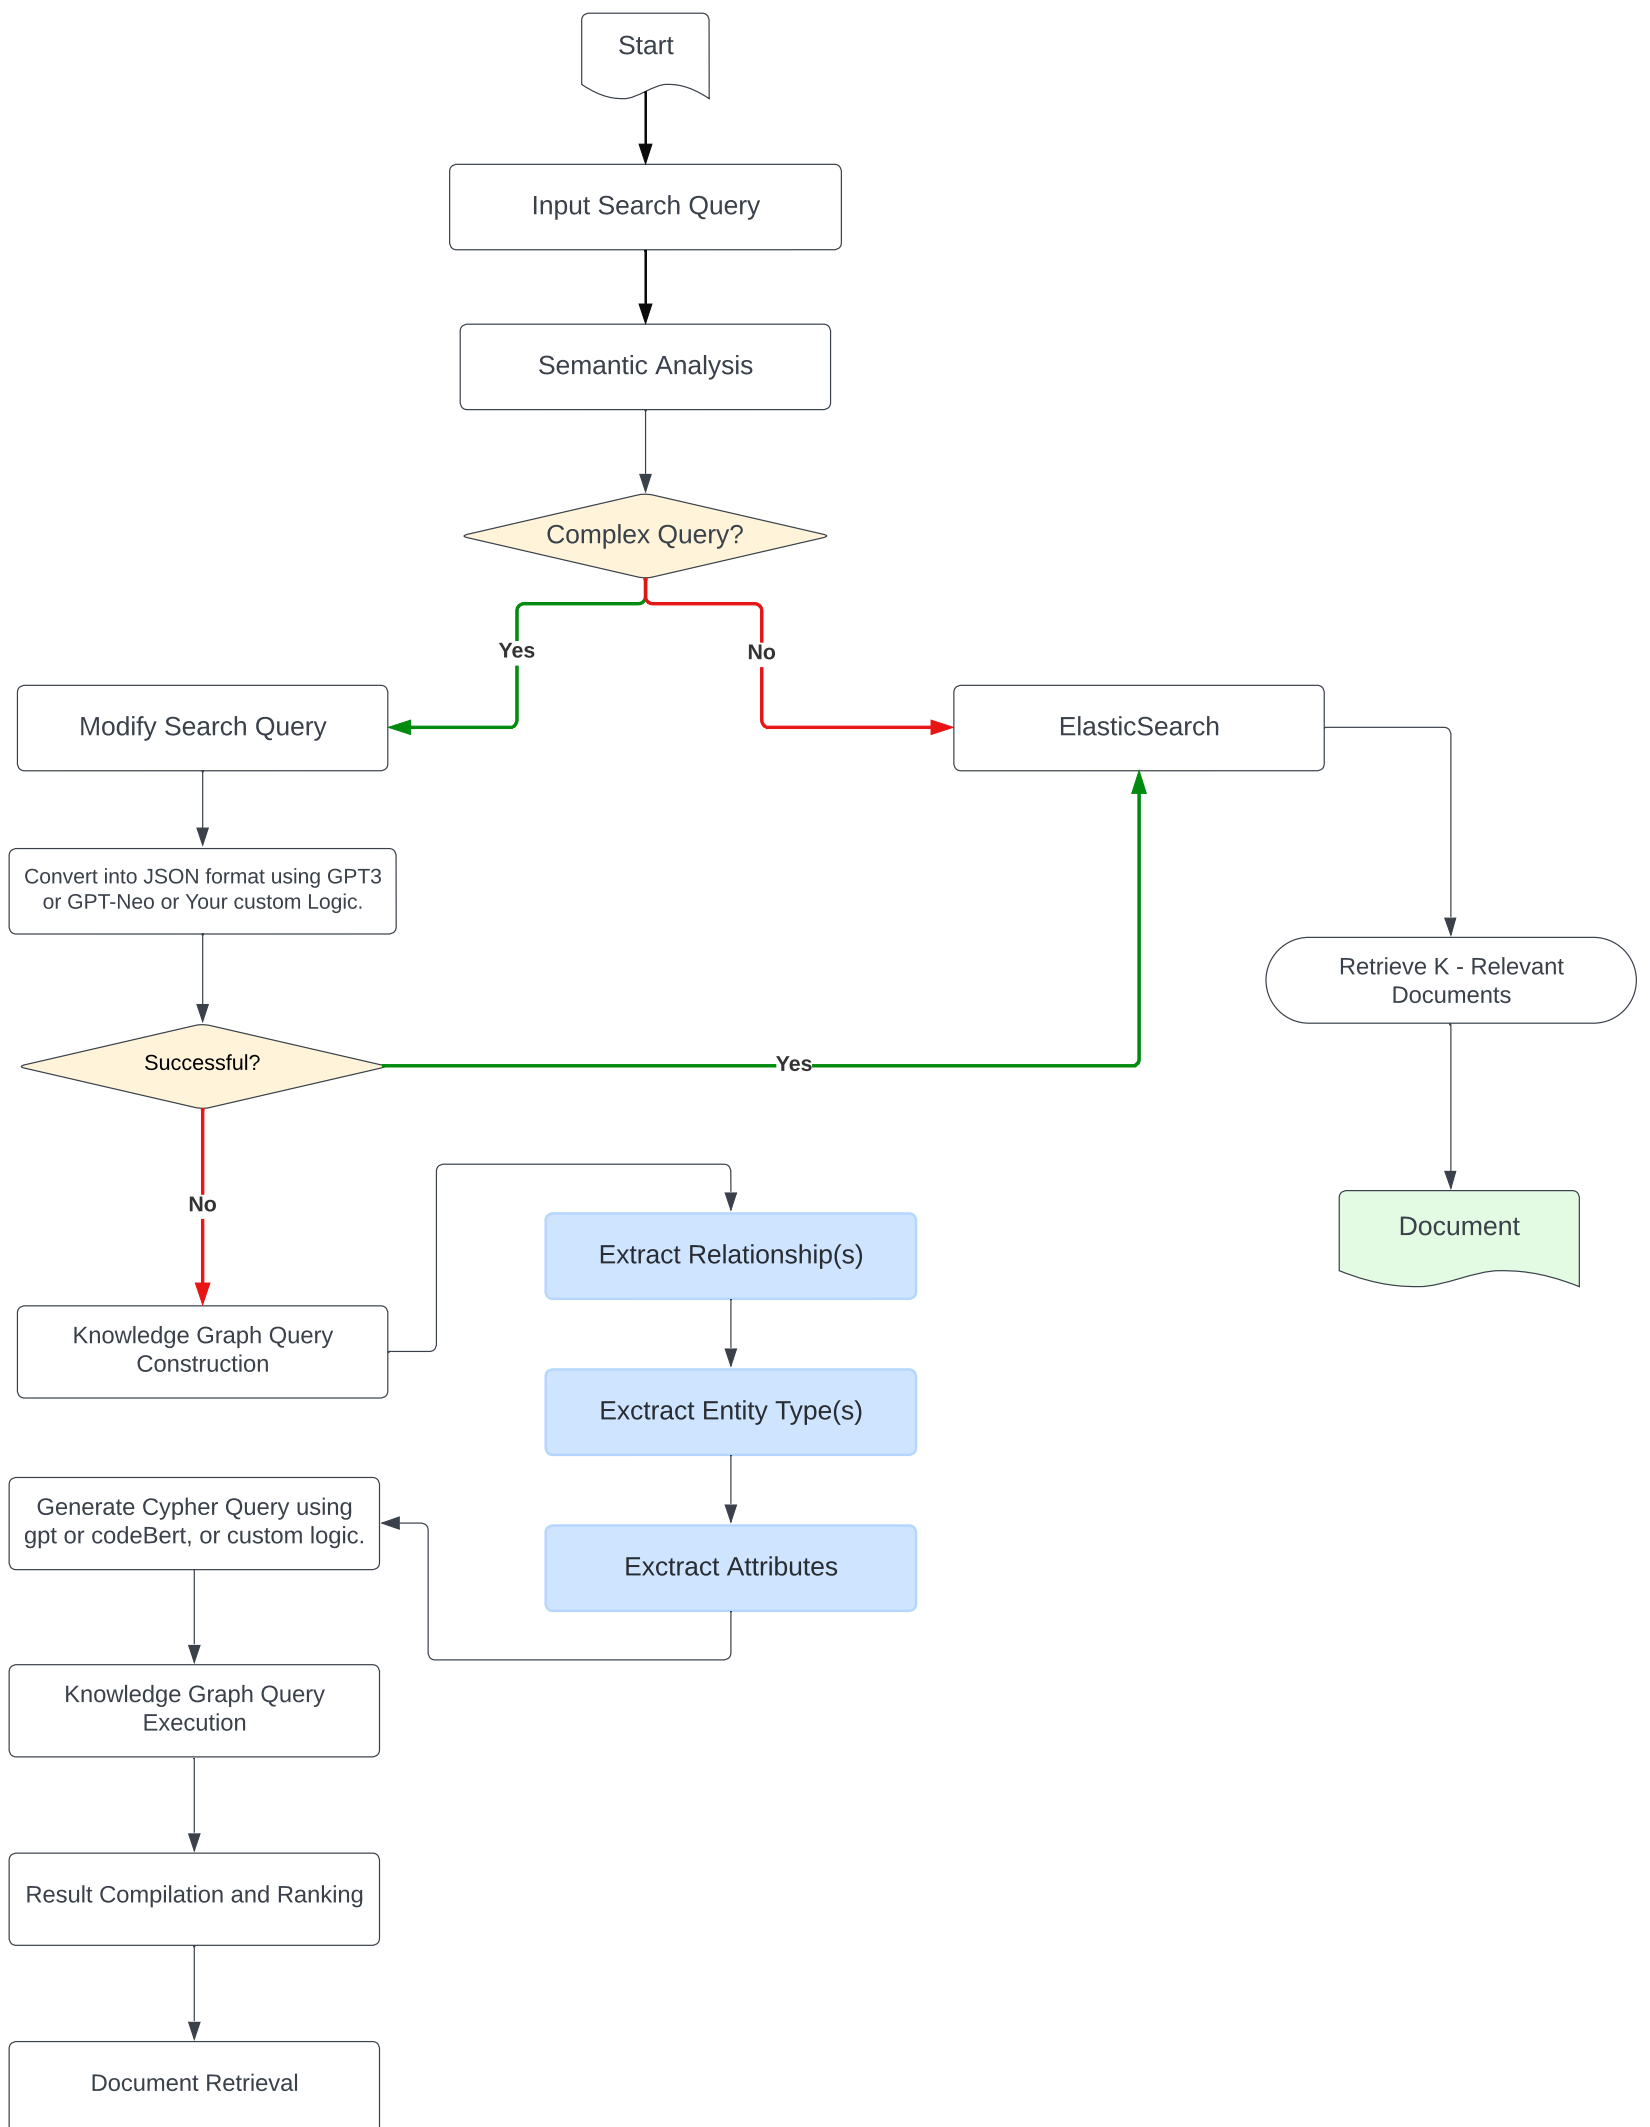 Start
Input Search Query
Semantic Analysis
Complex Query?
Yes
No
Modify Search Query
ElasticSearch
Convert into JSON format using GPT3
or GPT-Neo or Your custom Logic.
Retrieve K - Relevant
Documents
Successful?
Yes
No
Document
Extract Relationship(s)
Knowledge Graph Query
Construction
Exctract Entity Type(s)
Generate Cypher Query using
gpt or codeBert, or custom logic.
Exctract Attributes
Knowledge Graph Query
Execution
Result Compilation and Ranking
Document Retrieval